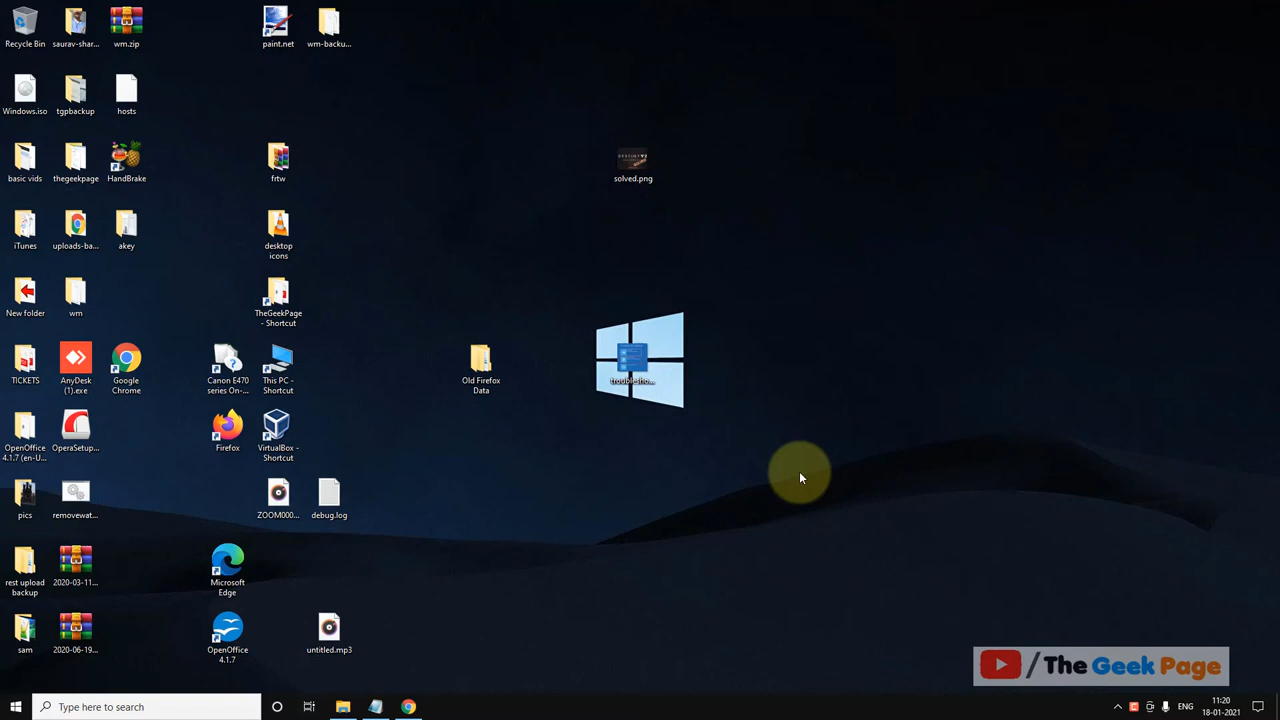 Recycle Bin
saurav-shar...
wm.zip
paint.net
wm-backu...
Windows.iso
tgpbackup
hosts
basic vids
thegeekpage
HandBrake
frtw
solved.png
iTunes
uploads-ba...
akey
desktop
icons
New folder
wm
TheGeekPage
- Shortcut
TICKETS
AnyDesk
(1).exe
Google
Chrome
Canon E470
series On-...
This PC -
Shortcut
Old Firefox
Data
troublesho...
OpenOffice
4.1.7 (en-U...
OperaSetup...
Firefox
VirtualBox -
Shortcut
pics
removewat...
ZOOM000...
debug.log
rest upload
backup
2020-03-11...
Microsoft
Edge
sam
2020-06-19...
OpenOffice
4.1.7
untitled.mp3
/The Geek Page
Type here to search
ENG
11:20
18-01-2021